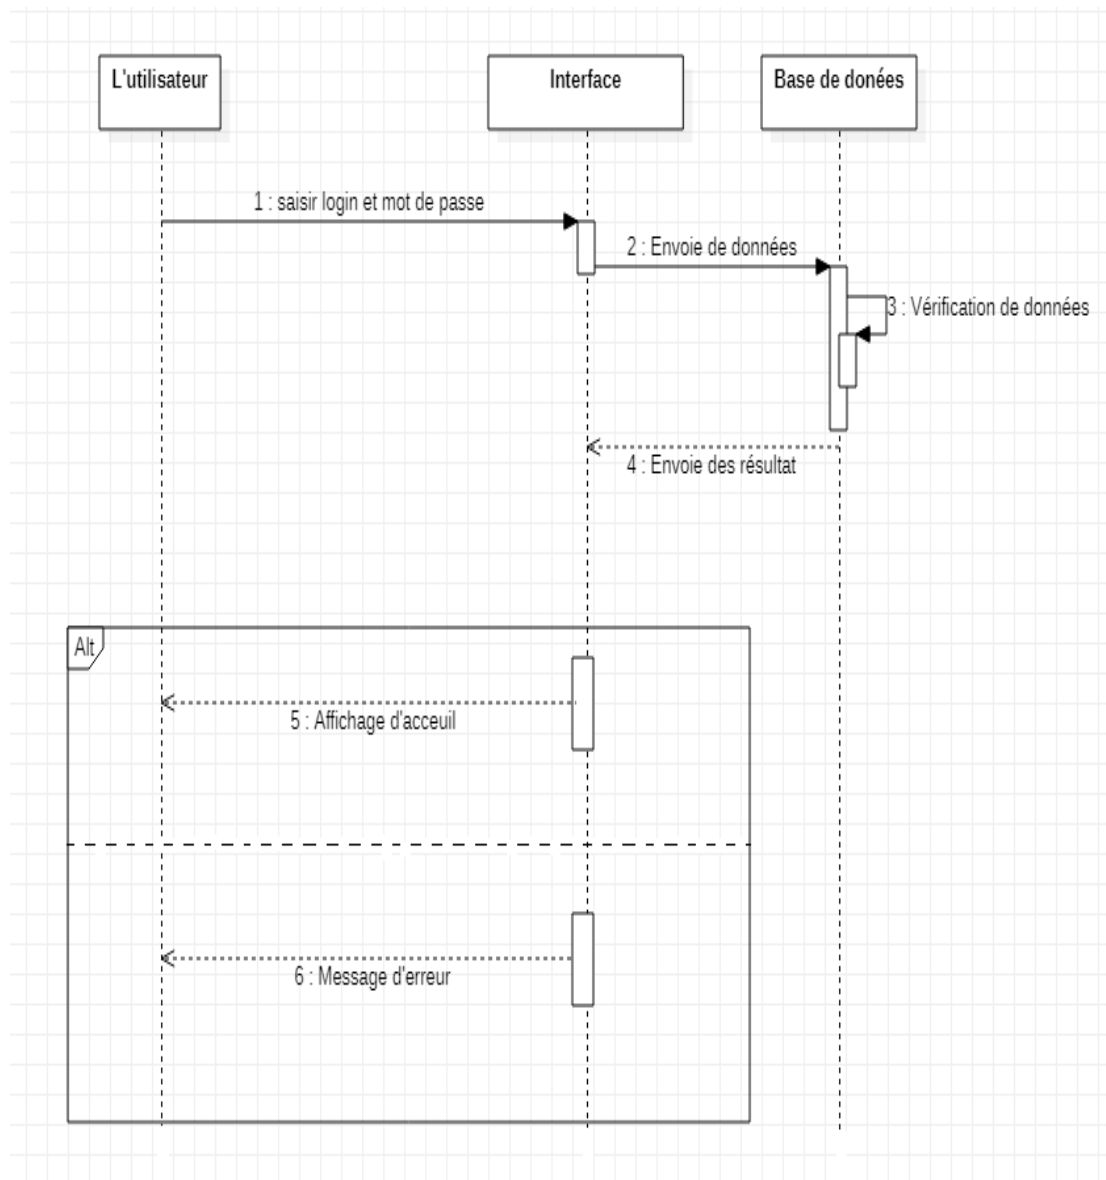 L'utilisateur
Interface
Base de donées
1 : saisir login et mot de passe
2 : Envoie de données
3 : Vérification de données
4 : Envoie des résultat
Alt
5 : Affichage d'acceuil
6 : Message d'erreur